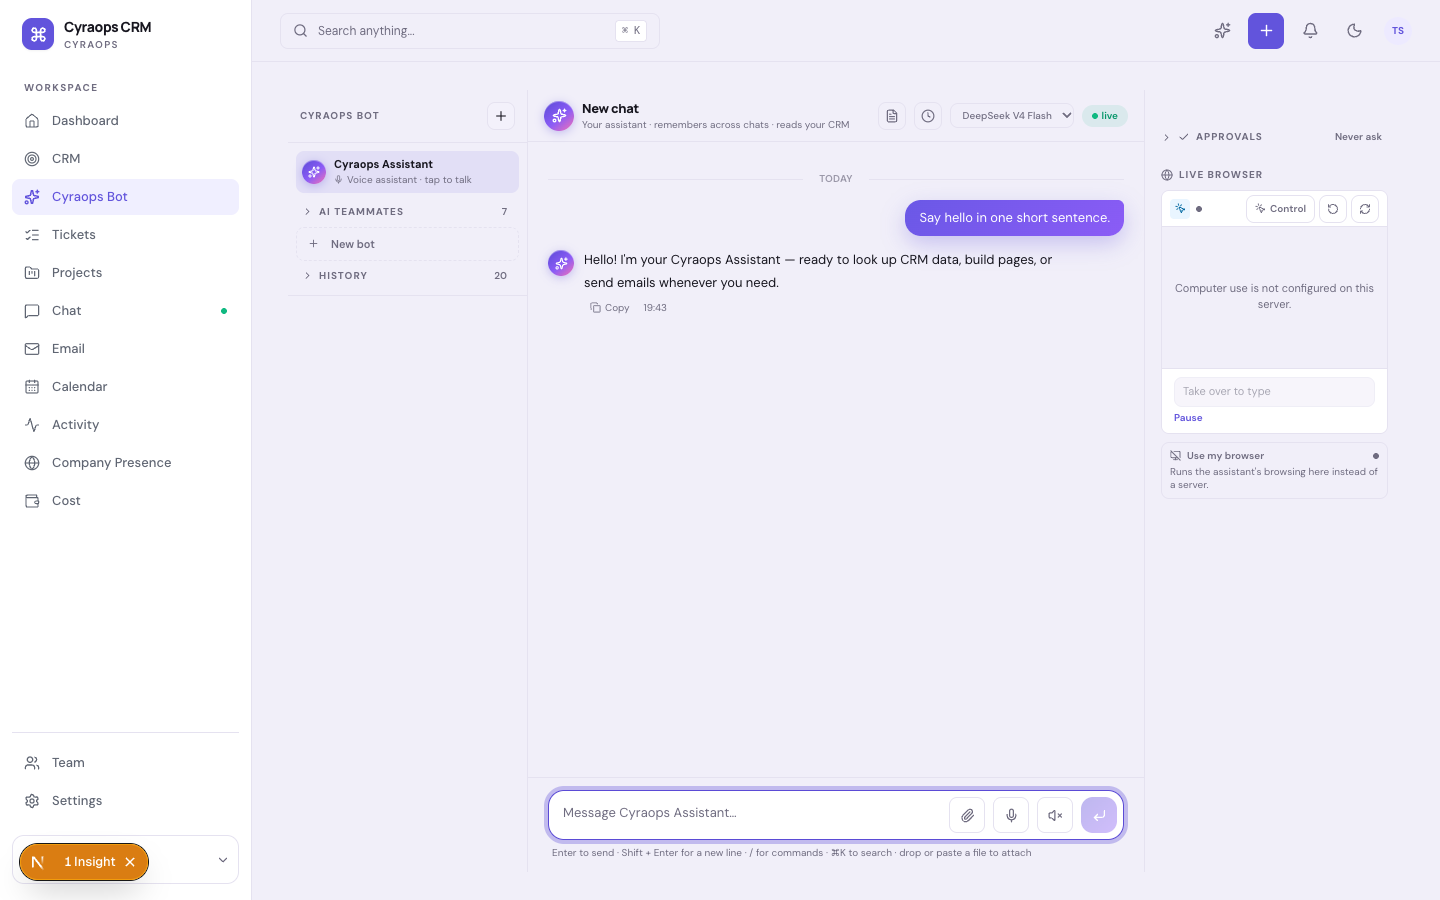 Cyraops CRM
CYRAOPS
WORKSPACE
Dashboard
CRM
Cyraops Bot
Tickets
Projects
Chat
Email
Calendar
Activity
Company Presence
Cost
Team
Settings
1 Insight
Search anything...
⌘ K
TS
CYRAOPS BOT
Cyraops Assistant
Voice assistant · tap to talk
AI TEAMMATES 7
New bot
HISTORY 20
New chat
Your assistant · remembers across chats · reads your CRM
DeepSeek V4 Flash
live
TODAY
Say hello in one short sentence.
Hello! I'm your Cyraops Assistant — ready to look up CRM data, build pages, or
send emails whenever you need.
Copy 19:43
Message Cyraops Assistant...
Enter to send · Shift + Enter for a new line · / for commands · ⌘K to search · drop or paste a file to attach
APPROVALS Never ask
LIVE BROWSER
Control
Computer use is not configured on this
server.
Take over to type
Pause
Use my browser
Runs the assistant's browsing here instead of
a server.